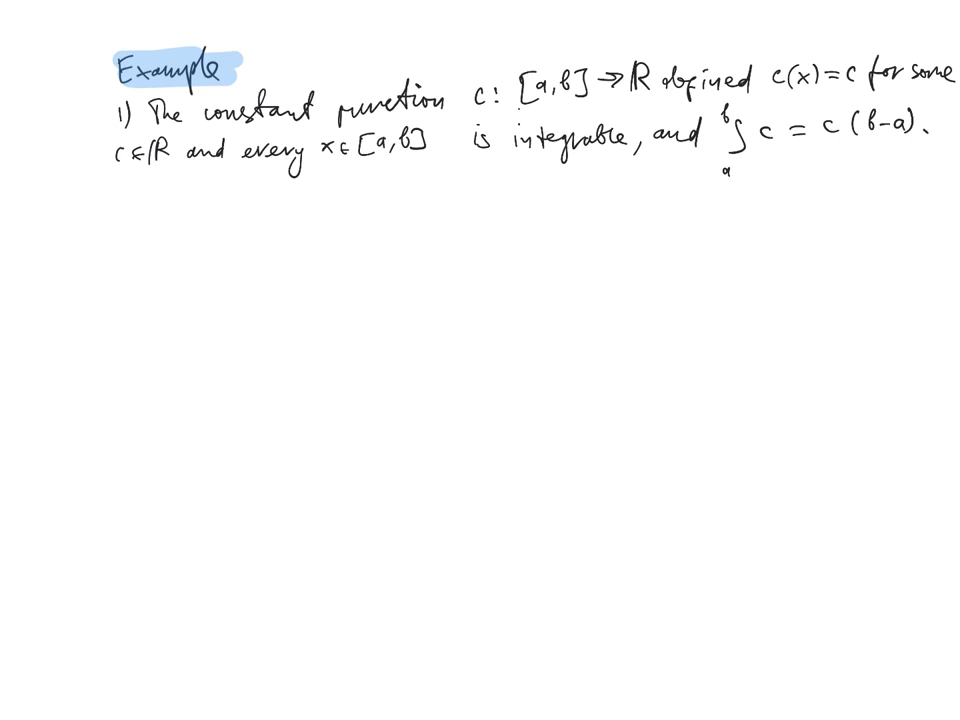 Example
1) The constant function c: [a,b] → ℝ defined c(x)=c for some
c∈ℝ and every x∈[a,b] is integrable, and ∫_a^b c = c(b-a).